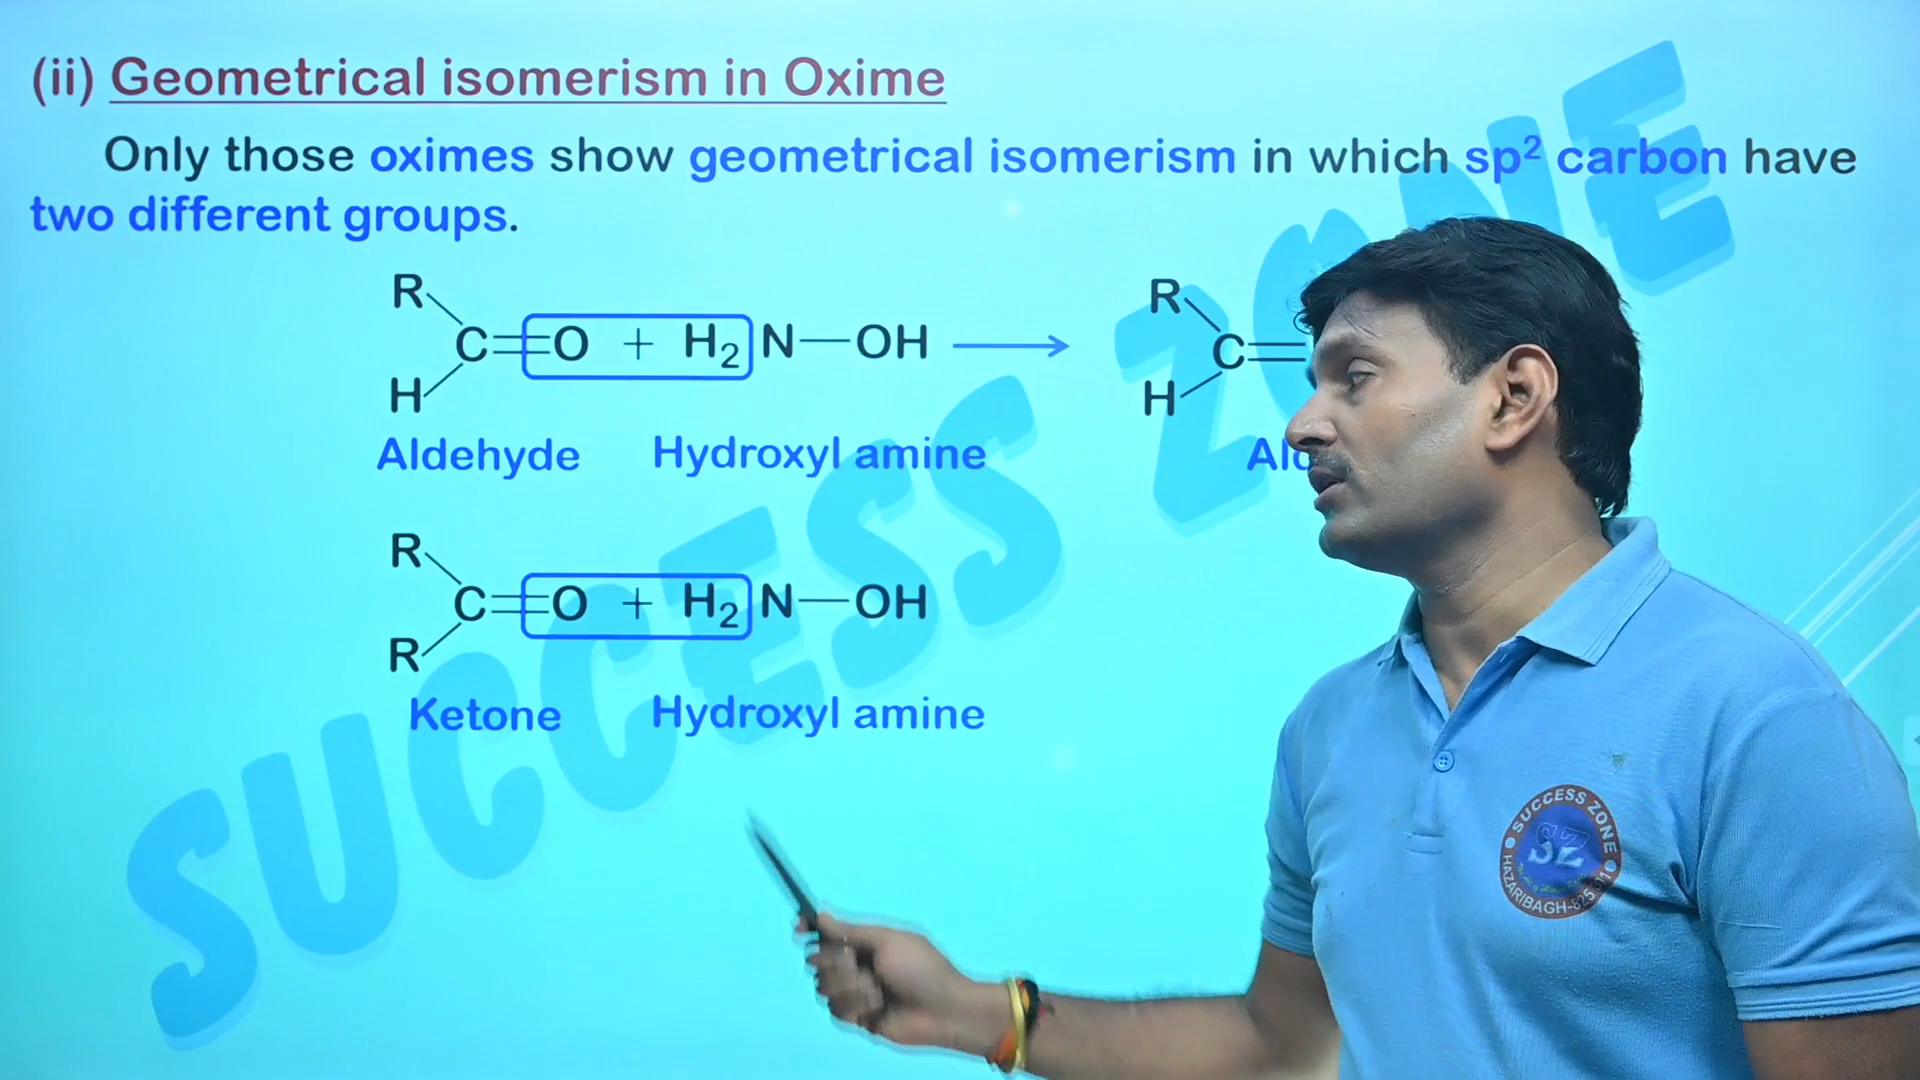 (ii) Geometrical isomerism in Oxime
Only those oximes show geometrical isomerism in which sp² carbon have
two different groups.
R
C=O + H₂N—OH →
H
R
C=
H
Aldehyde Hydroxyl amine
R
C=O + H₂N—OH
R
Ketone Hydroxyl amine
SUCCESS ZONE
SUCCESS ZONE
SZ